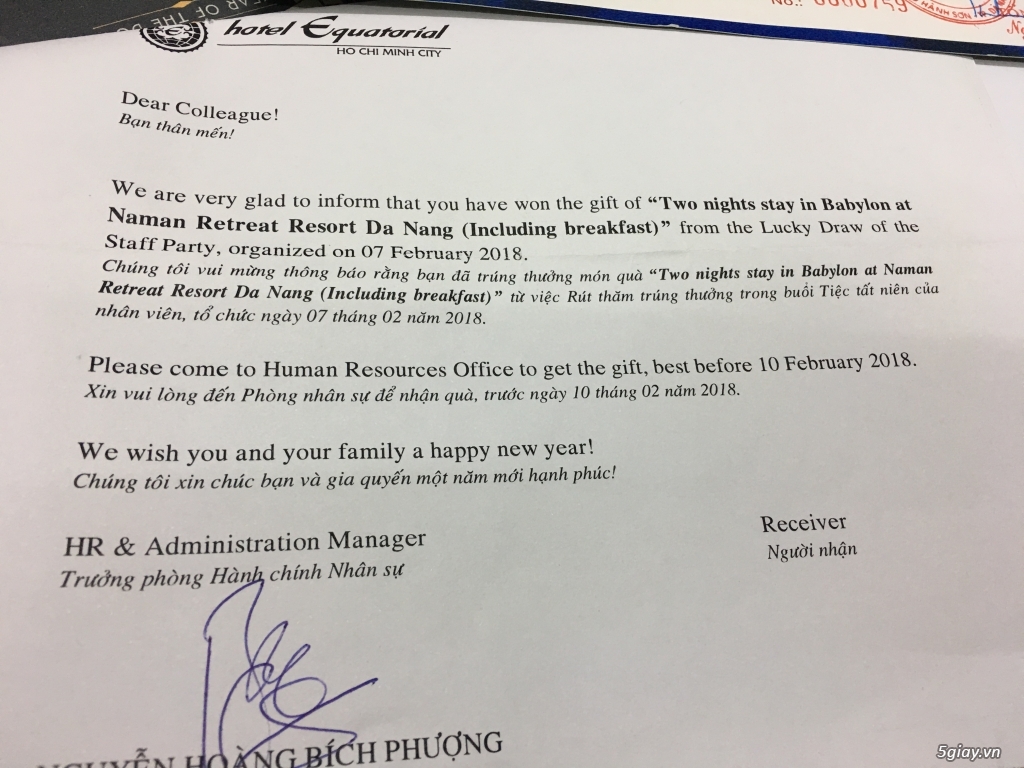 hotel Equatorial
HO CHI MINH CITY
No.:
HÀNH SƠN
Dear Colleague!
Bạn thân mến!
We are very glad to inform that you have won the gift of “Two nights stay in Babylon at
Naman Retreat Resort Da Nang (Including breakfast)” from the Lucky Draw of the
Staff Party, organized on 07 February 2018.
Chúng tôi vui mừng thông báo rằng bạn đã trúng thưởng món quà “Two nights stay in Babylon at Naman
Retreat Resort Da Nang (Including breakfast)” từ việc Rút thăm trúng thưởng trong buổi Tiệc tất niên của
nhân viên, tổ chức ngày 07 tháng 02 năm 2018.
Please come to Human Resources Office to get the gift, best before 10 February 2018.
Xin vui lòng đến Phòng nhân sự để nhận quà, trước ngày 10 tháng 02 năm 2018.
We wish you and your family a happy new year!
Chúng tôi xin chúc bạn và gia quyến một năm mới hạnh phúc!
HR & Administration Manager
Trưởng phòng Hành chính Nhân sự
Receiver
Người nhận
NGUYỄN HOÀNG BÍCH PHƯỢNG
5giay.vn